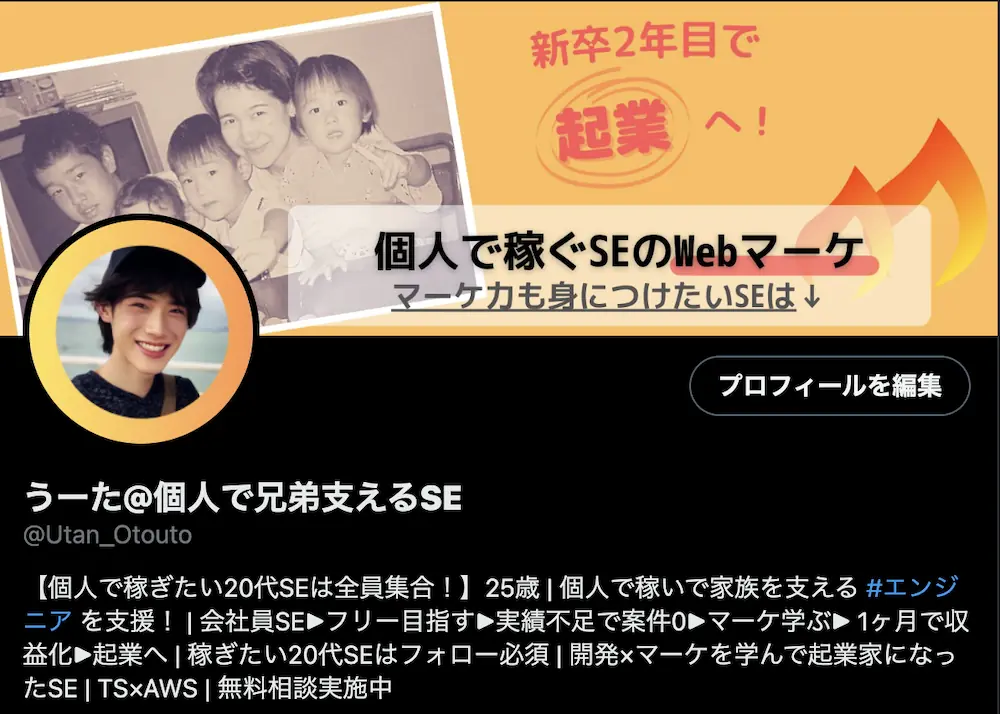 新卒2年目で
起業へ！
個人で稼ぐSEのWebマーケ
マーケ力も身につけたいSEは↓
プロフィールを編集
うーた@個人で兄弟支えるSE
@Utan_Otouto
【個人で稼ぎたい20代SEは全員集合！】25歳 | 個人で稼いで家族を支える #エンジ
ニア を支援！ | 会社員SE▶フリー目指す▶実績不足で案件0▶マーケ学ぶ▶ 1ヶ月で収
益化▶起業へ | 稼ぎたい20代SEはフォロー必須 | 開発×マーケを学んで起業家になっ
たSE | TS×AWS | 無料相談実施中